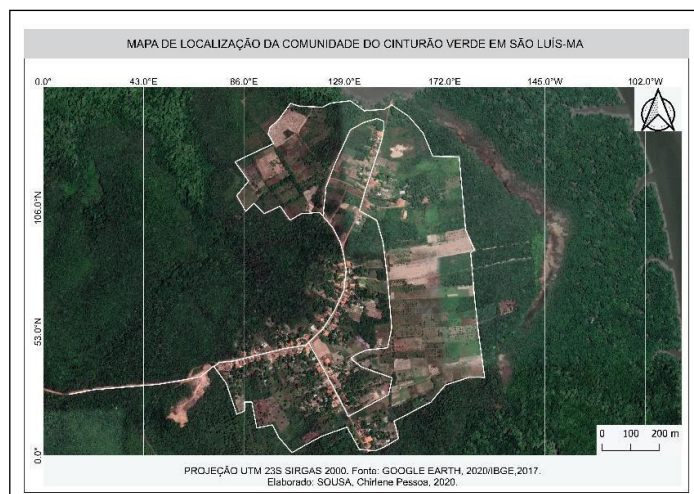 MAPA DE LOCALIZAÇÃO DA COMUNIDADE DO CINTURÃO VERDE EM SÃO LUÍS-MA
0.0° 43.0°E 86.0°E 129.0°E 172.0°E 145.0°W 102.0°W
106.0°N
53.0°N
0.0°
0 100 200 m
PROJEÇÃO UTM 23S SIRGAS 2000. Fonte: GOOGLE EARTH, 2020/IBGE,2017.
Elaborado: SOUSA, Chirlene Pessoa, 2020.